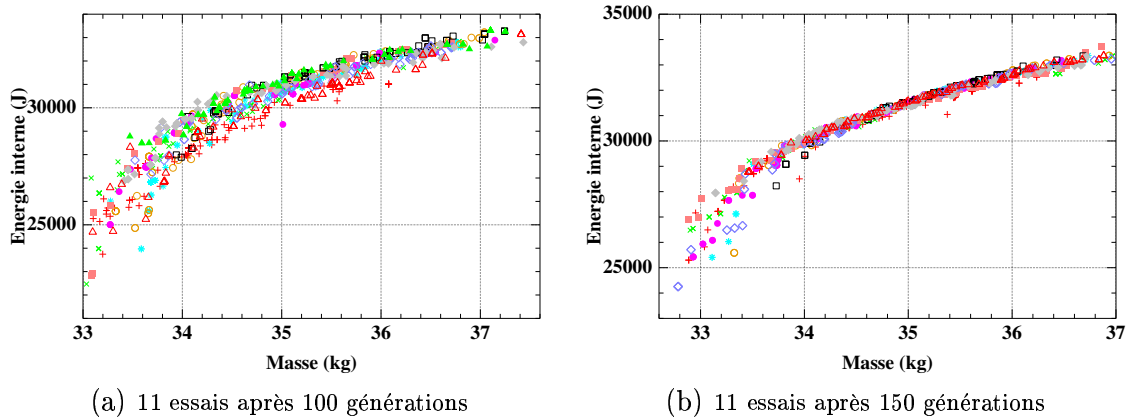 30000
25000
Energie interne (J)
33
34
35
36
37
Masse (kg)
(a) 11 essais après 100 générations
35000
30000
25000
Energie interne (J)
33
34
35
36
37
Masse (kg)
(b) 11 essais après 150 générations